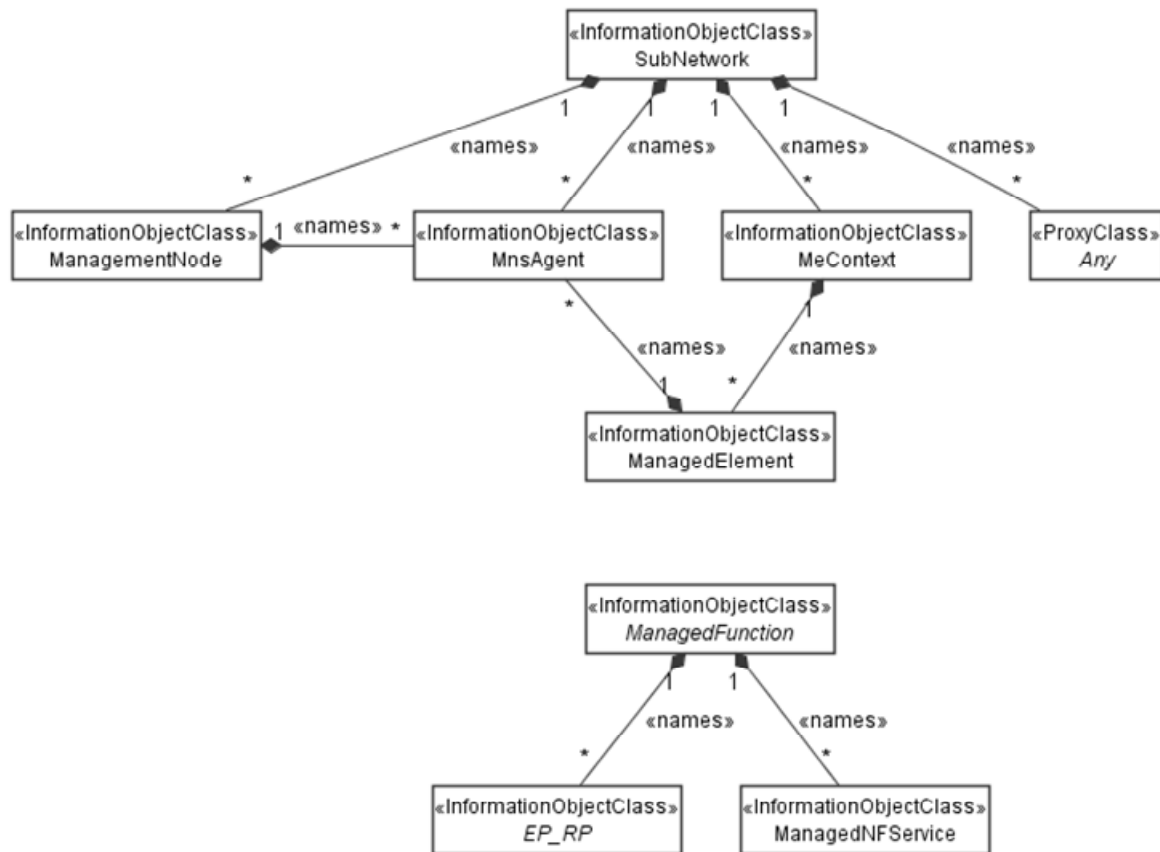 «InformationObjectClass»
SubNetwork
1
1
1
1
«names»
«names»
«names»
«names»
*
*
*
*
«InformationObjectClass»
ManagementNode
1
«names»
*
«InformationObjectClass»
MnsAgent
«InformationObjectClass»
MeContext
«ProxyClass»
Any
*
1
«names»
«names»
1
*
«InformationObjectClass»
ManagedElement
«InformationObjectClass»
ManagedFunction
1
1
«names»
«names»
*
*
«InformationObjectClass»
EP_RP
«InformationObjectClass»
ManagedNFService